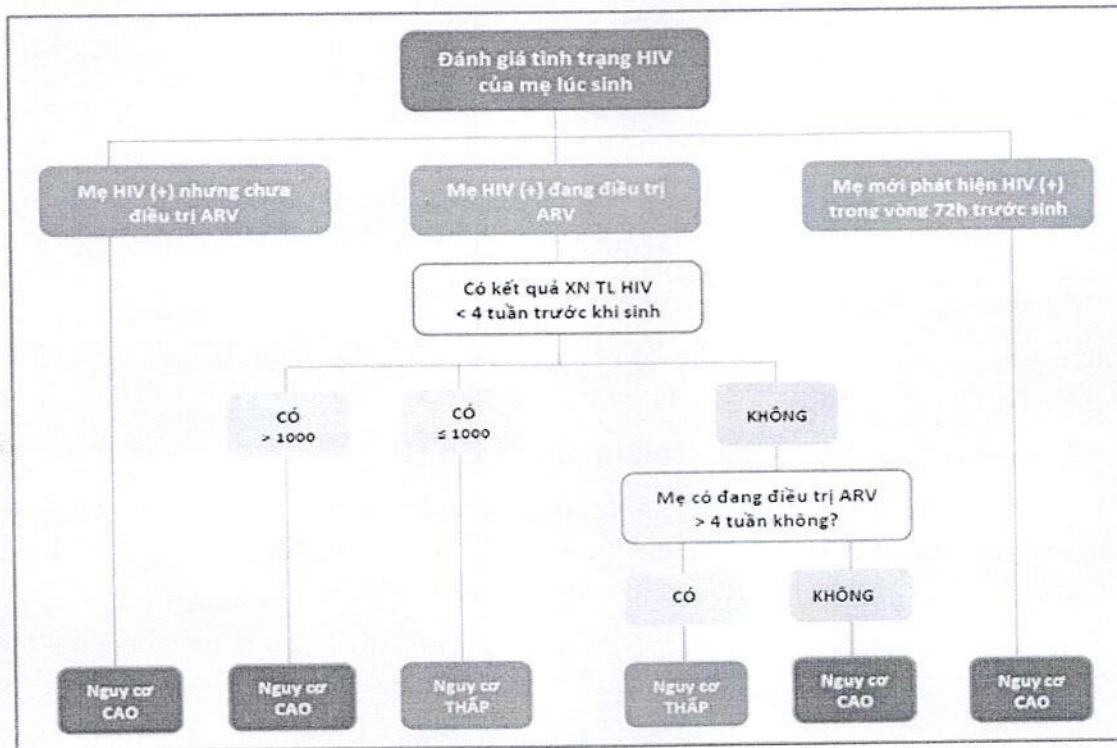 Đánh giá tình trạng HIV
của mẹ lúc sinh
Mẹ HIV (+) nhưng chưa
điều trị ARV
Mẹ HIV (+) đang điều trị
ARV
Mẹ mới phát hiện HIV (+)
trong vòng 72h trước sinh
Có kết quả XN TL HIV
< 4 tuần trước khi sinh
CÓ
> 1000
CÓ
≤ 1000
KHÔNG
Mẹ có đang điều trị ARV
> 4 tuần không?
CÓ
KHÔNG
Nguy cơ
CAO
Nguy cơ
CAO
Nguy cơ
THẤP
Nguy cơ
THẤP
Nguy cơ
CAO
Nguy cơ
CAO